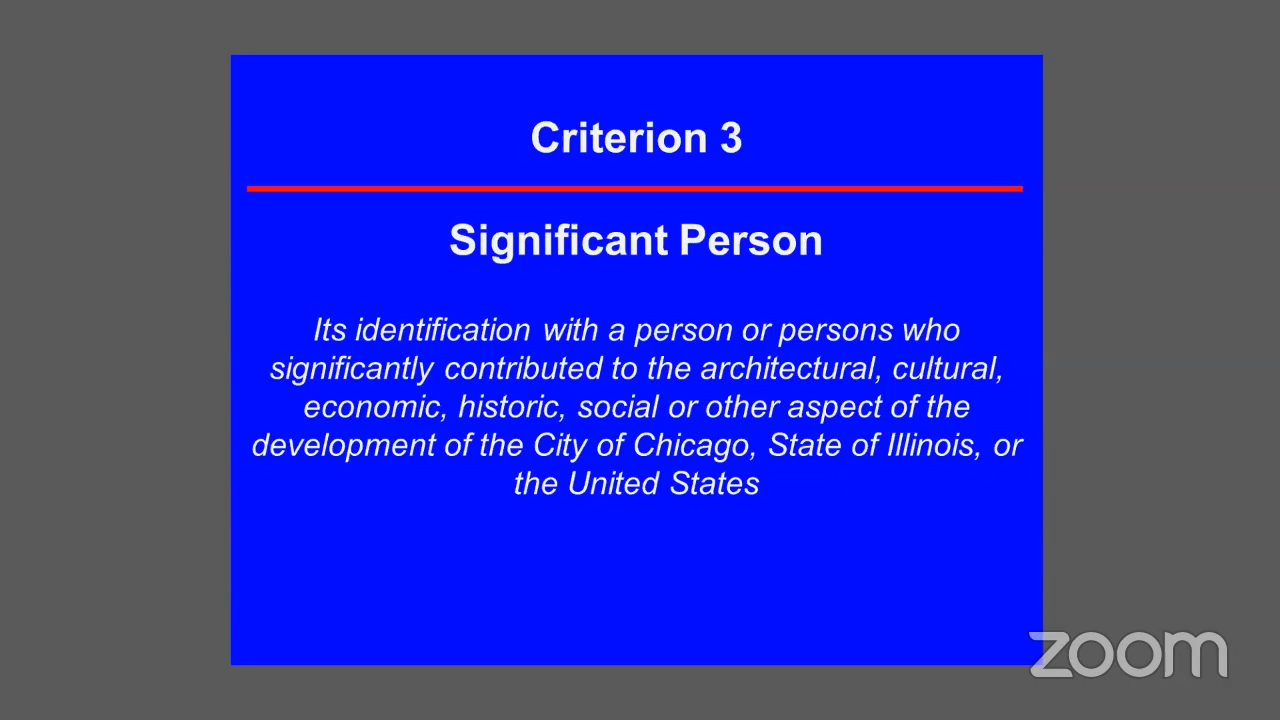 Criterion 3
Significant Person
Its identification with a person or persons who
significantly contributed to the architectural, cultural,
economic, historic, social or other aspect of the
development of the City of Chicago, State of Illinois, or
the United States
zoom